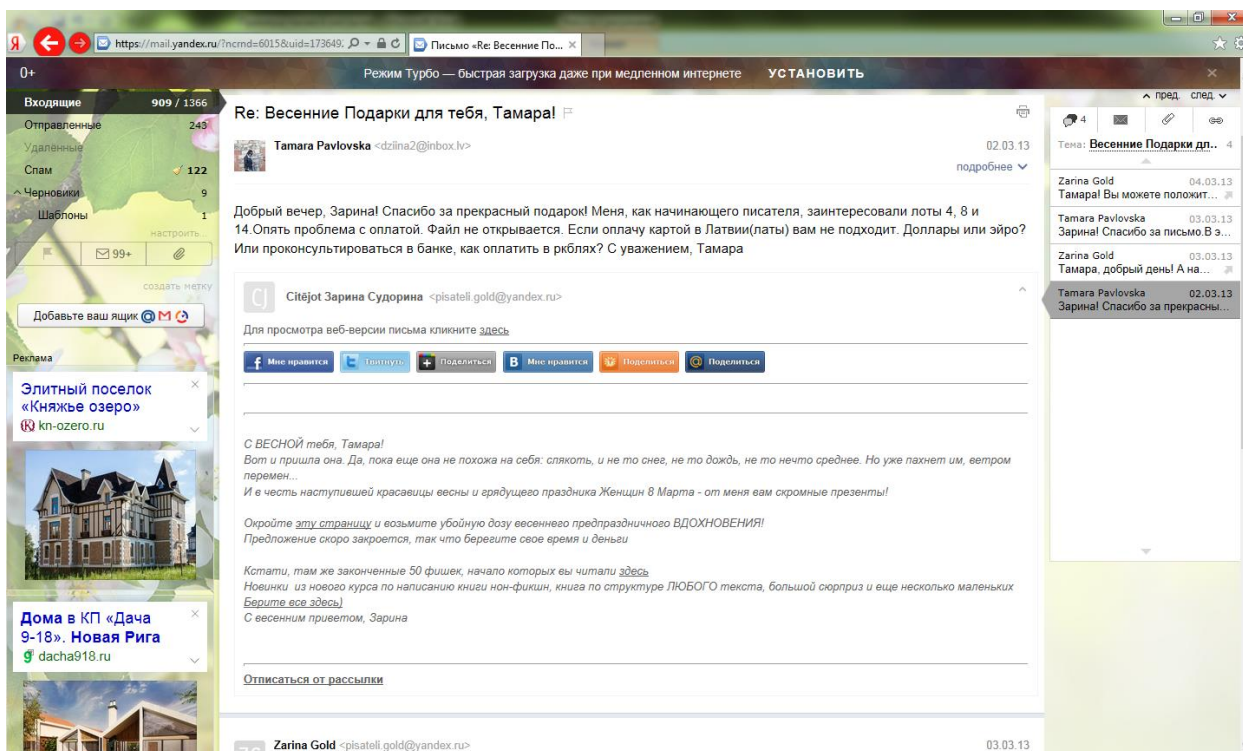 https://mail.yandex.ru/?ncrnd=6015&uid=173649.
Письмо «Re: Весенние По...
0+
Режим Турбо — быстрая загрузка даже при медленном интернете УСТАНОВИТЬ
Входящие 909 / 1366
Отправленные 243
Удалённые
Спам 122
Черновики 9
Шаблоны 1
настроить...
99+
создать метку
Добавьте ваш ящик
Реклама
Элитный поселок
«Княжье озеро»
kn-ozero.ru
Дома в КП «Дача
9-18». Новая Рига
dacha918.ru
Re: Весенние Подарки для тебя, Тамара!
Tamara Pavlovska <dziina2@inbox.lv> 02.03.13
подробнее
Добрый вечер, Зарина! Спасибо за прекрасный подарок! Меня, как начинающего писателя, заинтересовали лоты 4, 8 и
14.Опять проблема с оплатой. Файл не открывается. Если оплачу картой в Латвии(латы) вам не подходит. Доллары или эйро?
Или проконсультироваться в банке, как оплатить в ркблях? С уважением, Тамара
CJ
Citējot Зарина Судорина <pisateli.gold@yandex.ru>
Для просмотра веб-версии письма кликните здесь
Мне нравится Твитнуть Поделиться Мне нравится Поделиться Поделиться
С ВЕСНОЙ тебя, Тамара!
Вот и пришла она. Да, пока еще она не похожа на себя: слякоть, и не то снег, не то дождь, не то нечто среднее. Но уже пахнет им, ветром
перемен...
И в честь наступившей красавицы весны и грядущего праздника Женщин 8 Марта - от меня вам скромные презенты!
Окройте эту страницу и возьмите убойную дозу весеннего предпраздничного ВДОХНОВЕНИЯ!
Предложение скоро закроется, так что берегите свое время и деньги
Кстати, там же законченные 50 фишек, начало которых вы читали здесь
Новинки из нового курса по написанию книги нон-фикшн, книга по структуре ЛЮБОГО текста, большой сюрприз и еще несколько маленьких
Берите все здесь)
С весенним приветом, Зарина
Отписаться от рассылки
Zarina Gold <pisateli.gold@yandex.ru> 03.03.13
пред. след.
4
Тема: Весенние Подарки дл.. 4
Zarina Gold 04.03.13
Тамара! Вы можете положит...
Tamara Pavlovska 03.03.13
Зарина! Спасибо за письмо.В э...
Zarina Gold 03.03.13
Тамара, добрый день! А на...
Tamara Pavlovska 02.03.13
Зарина! Спасибо за прекрасны...